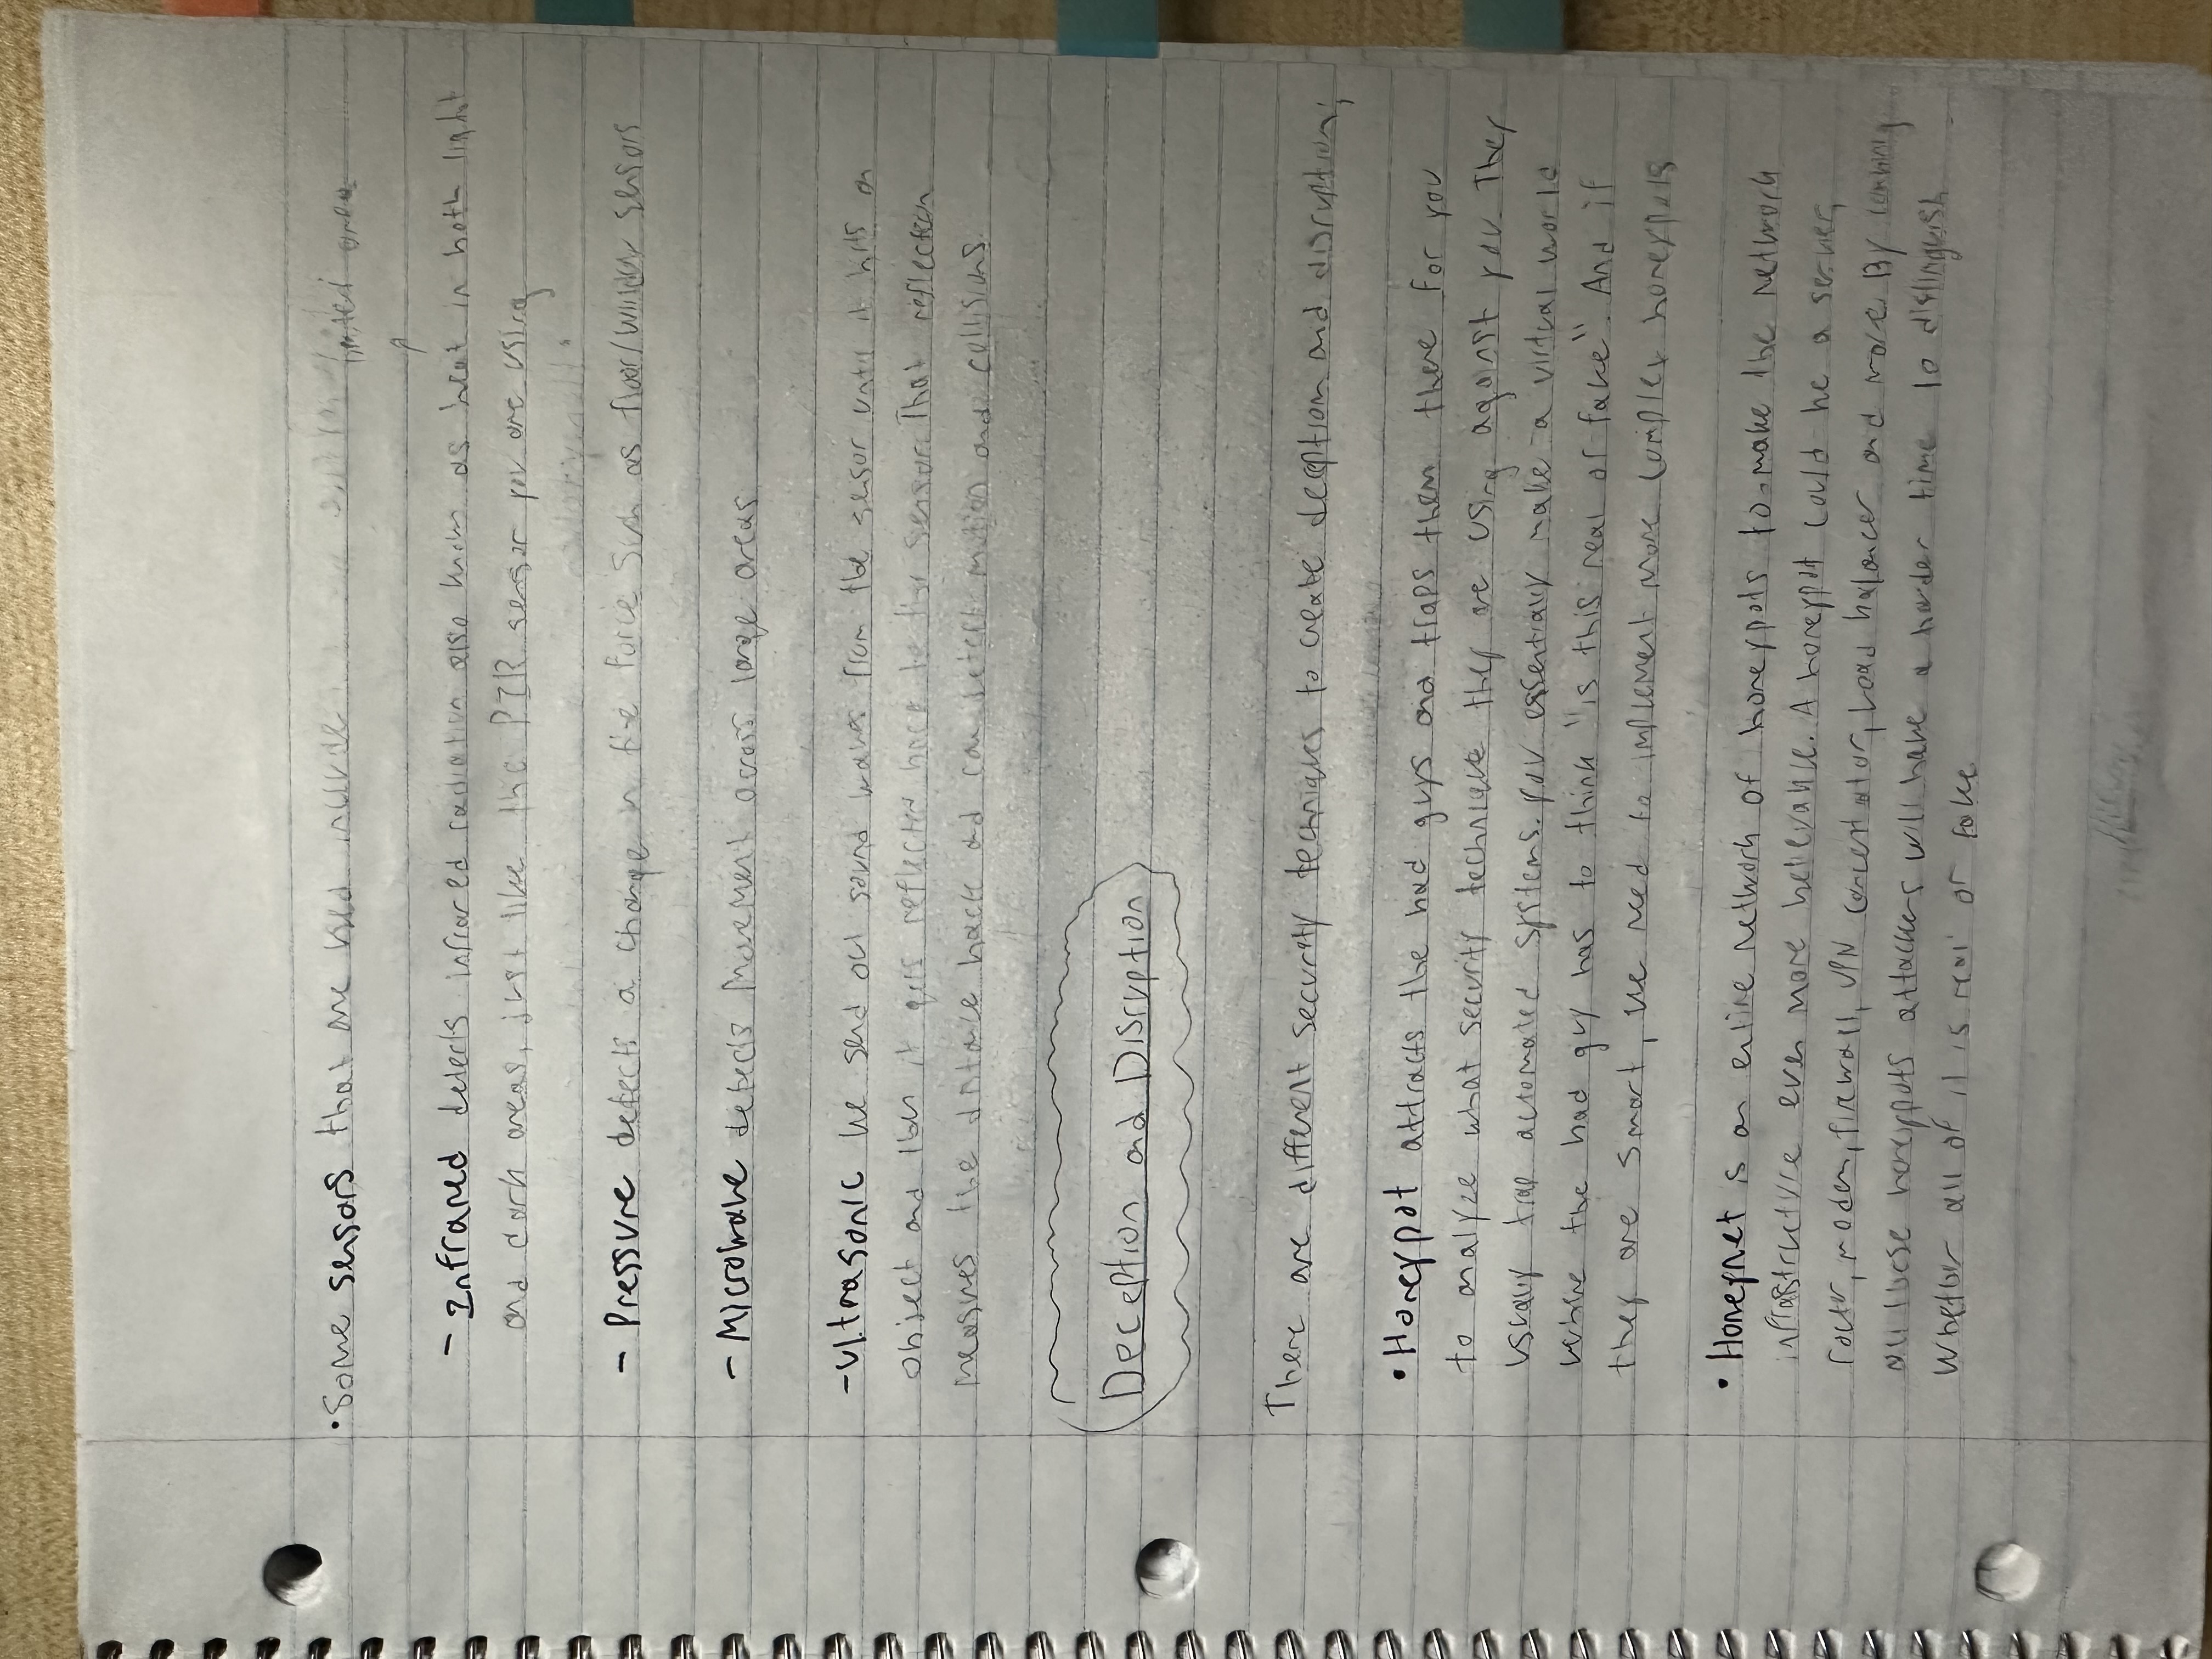 • Some sensors that are used include
limited area
- Infrared detects infrared radiation also known as heat in both light
and dark areas, just like the PIR sensor you are using
- Pressure detects a change in the force such as floor/window sensors
- Microwave detects movement across large areas
- Ultrasonic we send out sound waves from the sensor until it hits an
object and then it gets reflected back to the sensor. That reflection
measures the distance back and can detect motion and collisions.
Deception and Disruption
There are different security techniques to create deception and disruption;
• Honeypot attracts the bad guys and traps them there for you
to analyze what security technique they are using against you. They
usually trap automated systems. You essentially make a virtual world
where the bad guy has to think "is this real or fake". And if
they are smart, we need to implement more complex honeypots
• Honeynet is an entire network of honeypots to make the network
infrastructure even more believable. A honeypot could be a server,
router, modem, firewall, VPN concentrator, Load balancer and more. By combining
all these honeypots attackers will have a harder time to distinguish
whether all of it is real or fake